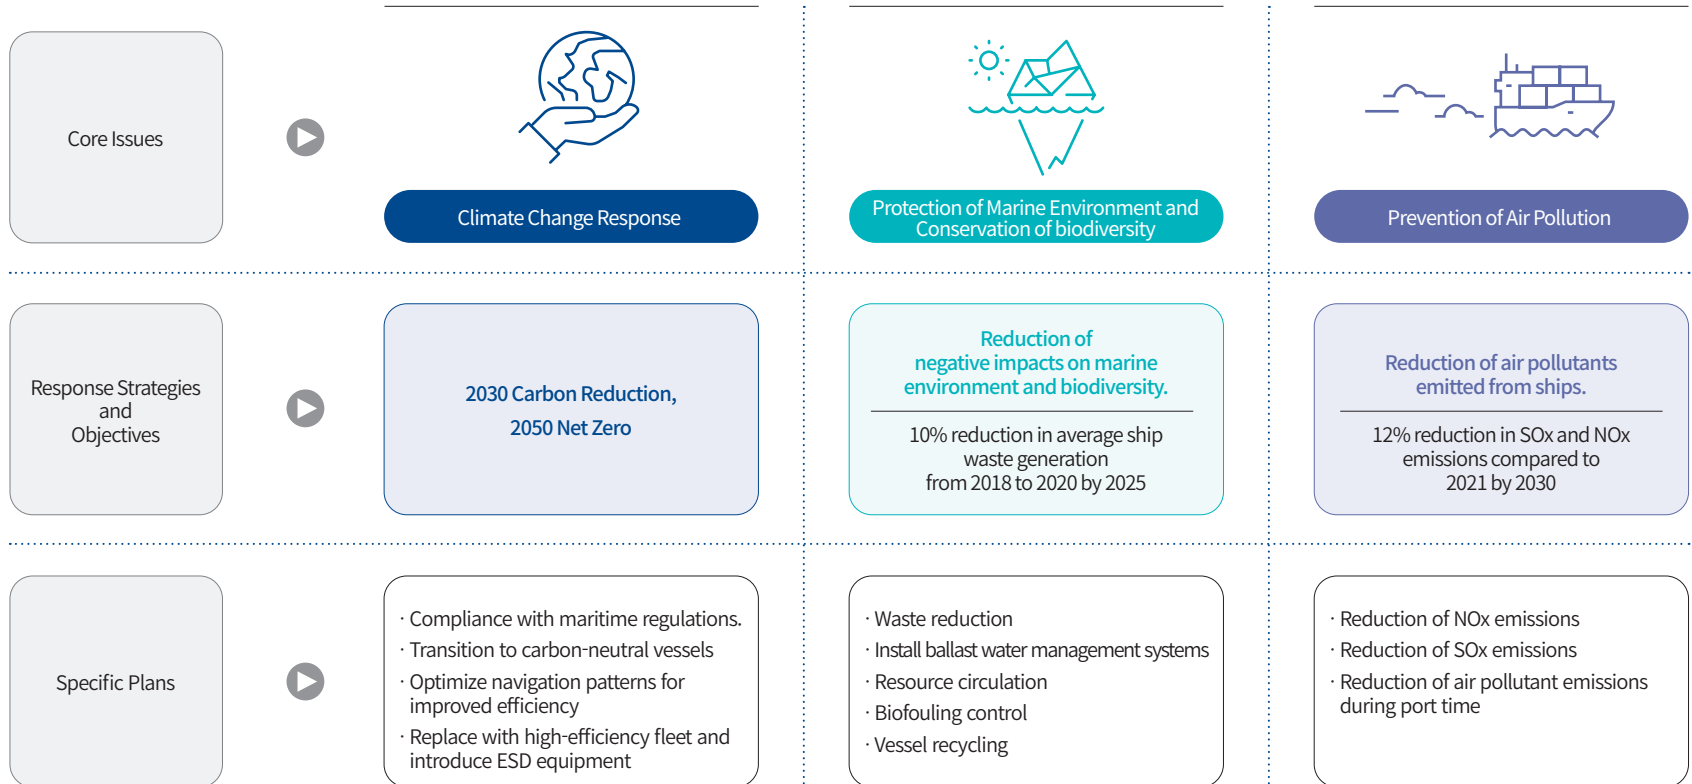 Core Issues
Climate Change Response
Protection of Marine Environment and
Conservation of biodiversity
Prevention of Air Pollution
Response Strategies
and
Objectives
2030 Carbon Reduction,
2050 Net Zero
Reduction of
negative impacts on marine
environment and biodiversity.
10% reduction in average ship
waste generation
from 2018 to 2020 by 2025
Reduction of air pollutants
emitted from ships.
12% reduction in SOx and NOx
emissions compared to
2021 by 2030
Specific Plans
· Compliance with maritime regulations.
· Transition to carbon-neutral vessels
· Optimize navigation patterns for
improved efficiency
· Replace with high-efficiency fleet and
introduce ESD equipment
· Waste reduction
· Install ballast water management systems
· Resource circulation
· Biofouling control
· Vessel recycling
· Reduction of NOx emissions
· Reduction of SOx emissions
· Reduction of air pollutant emissions
during port time